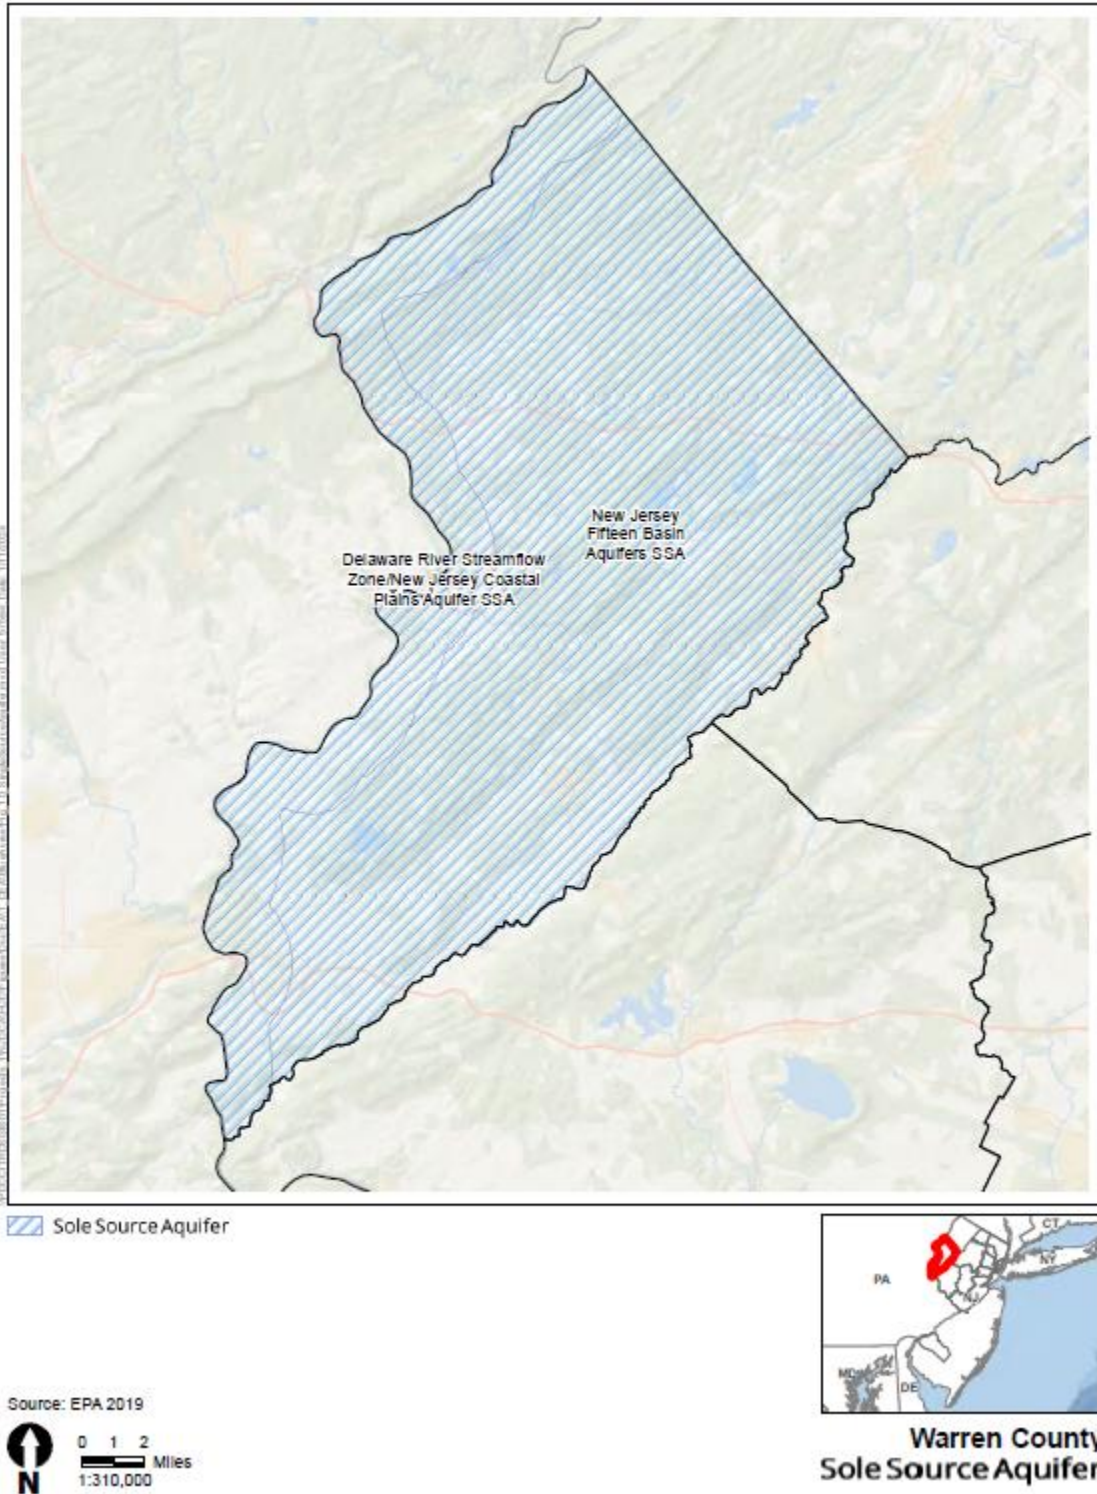 New Jersey
Fifteen Basin
Aquifers SSA
Delaware River Streamflow
Zone/New Jersey Coastal
Plains Aquifer SSA
Sole Source Aquifer
CT
NY
PA
NJ
MD
DE
Source: EPA 2019
0 1 2
Miles
1:310,000
N
Warren County
Sole Source Aquifer